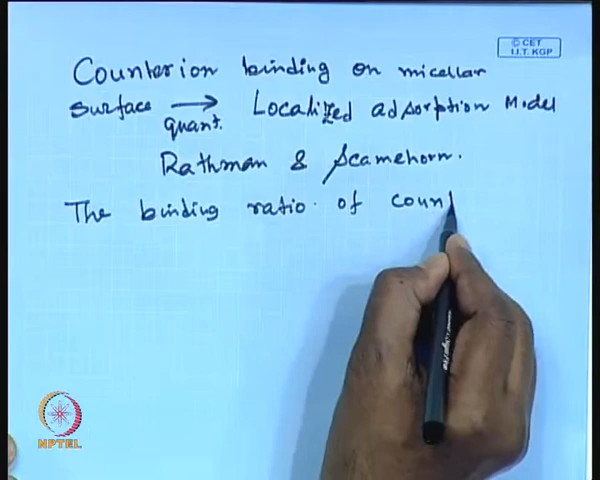 © CET
I.I.T. KGP
Counterion binding on micellar
surface → Localized adsorption Model
quant.
Rathman & Scamehorn.
The binding ratio of coun
NPTEL